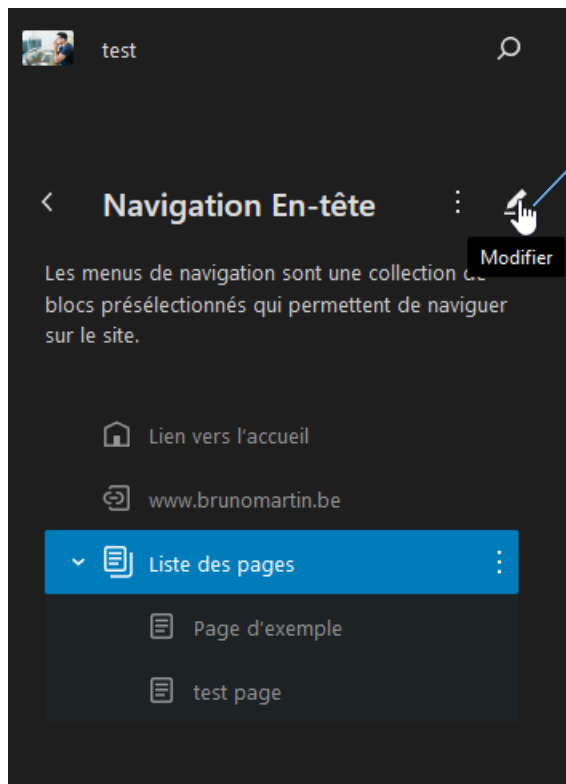 test
Navigation En-tête
Modifier
Les menus de navigation sont une collection de
blocs présélectionnés qui permettent de naviguer
sur le site.
Lien vers l'accueil
www.brunomartin.be
Liste des pages
Page d'exemple
test page